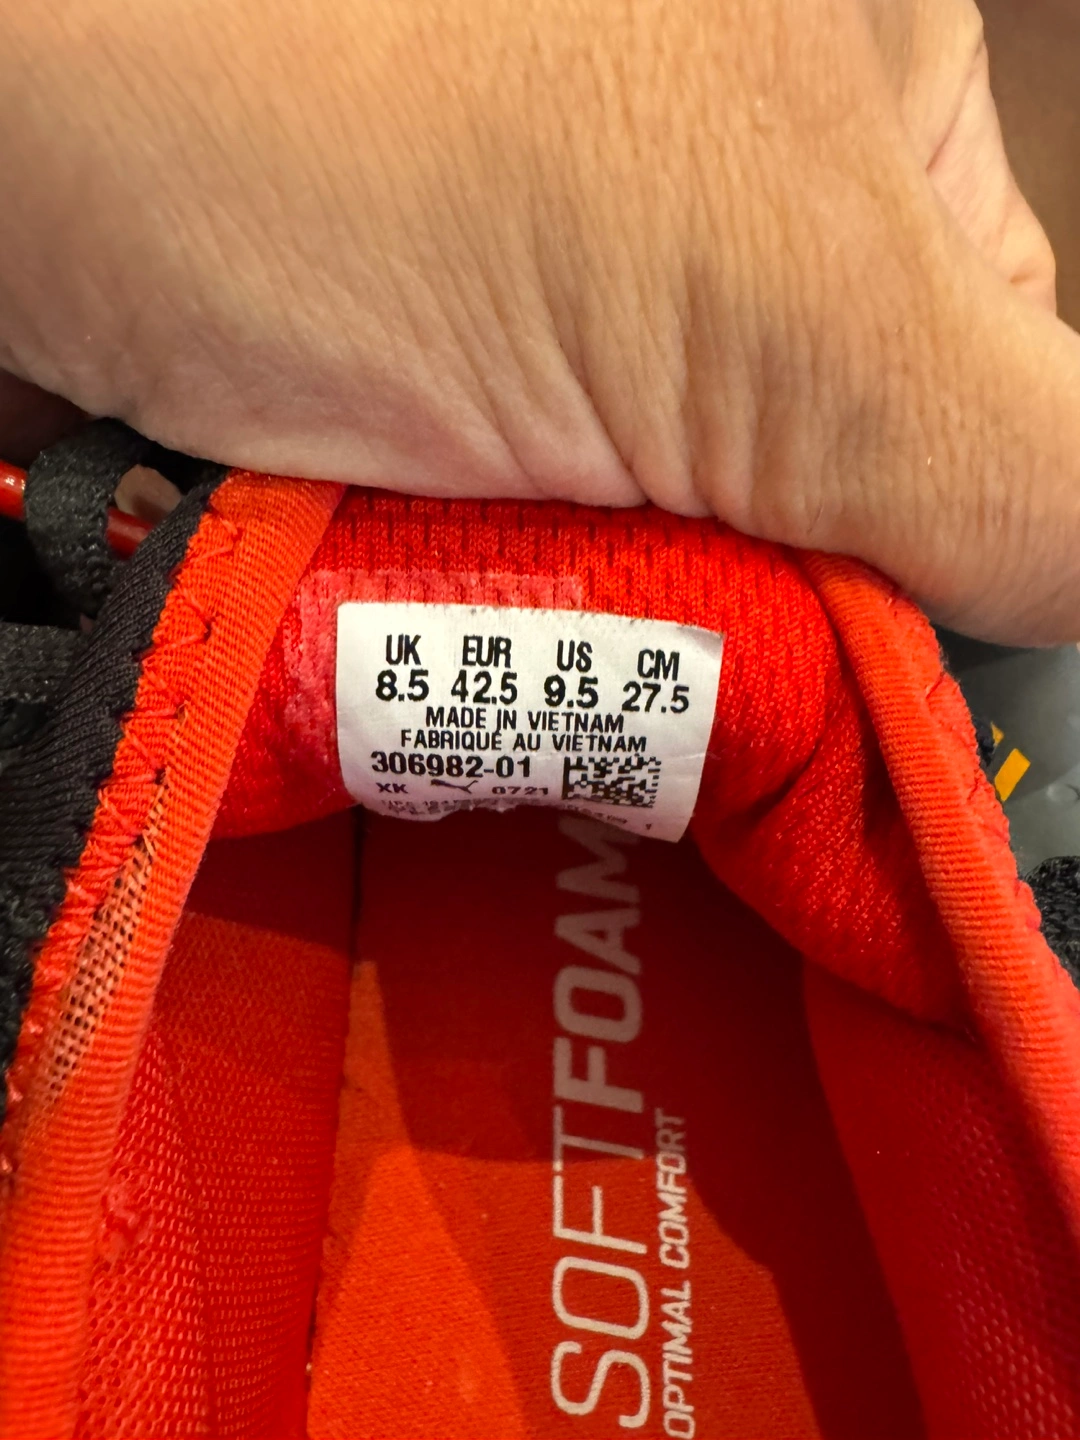 UK EUR US CM
8.5 42.5 9.5 27.5
MADE IN VIETNAM
FABRIQUÉ AU VIETNAM
306982-01
XK 0721
SOFTFOAM
OPTIMAL COMFORT